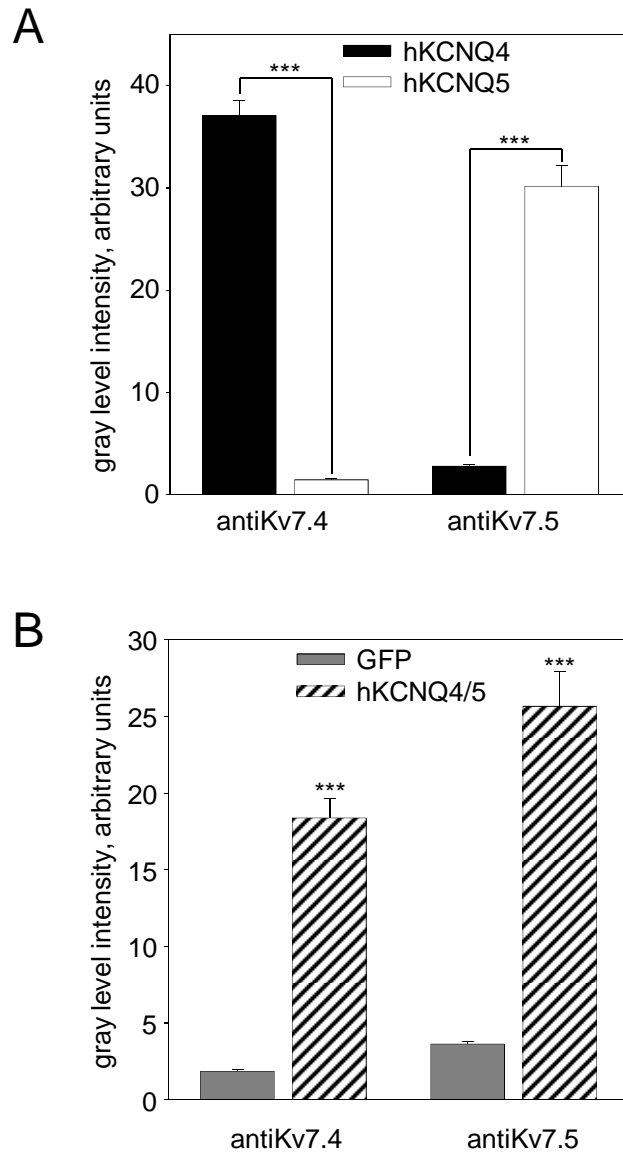 A
gray level intensity, arbitrary units
hKCNQ4
hKCNQ5
***
***
40
30
20
10
0
antiKv7.4
antiKv7.5
B
gray level intensity, arbitrary units
GFP
hKCNQ4/5
***
***
30
25
20
15
10
5
0
antiKv7.4
antiKv7.5